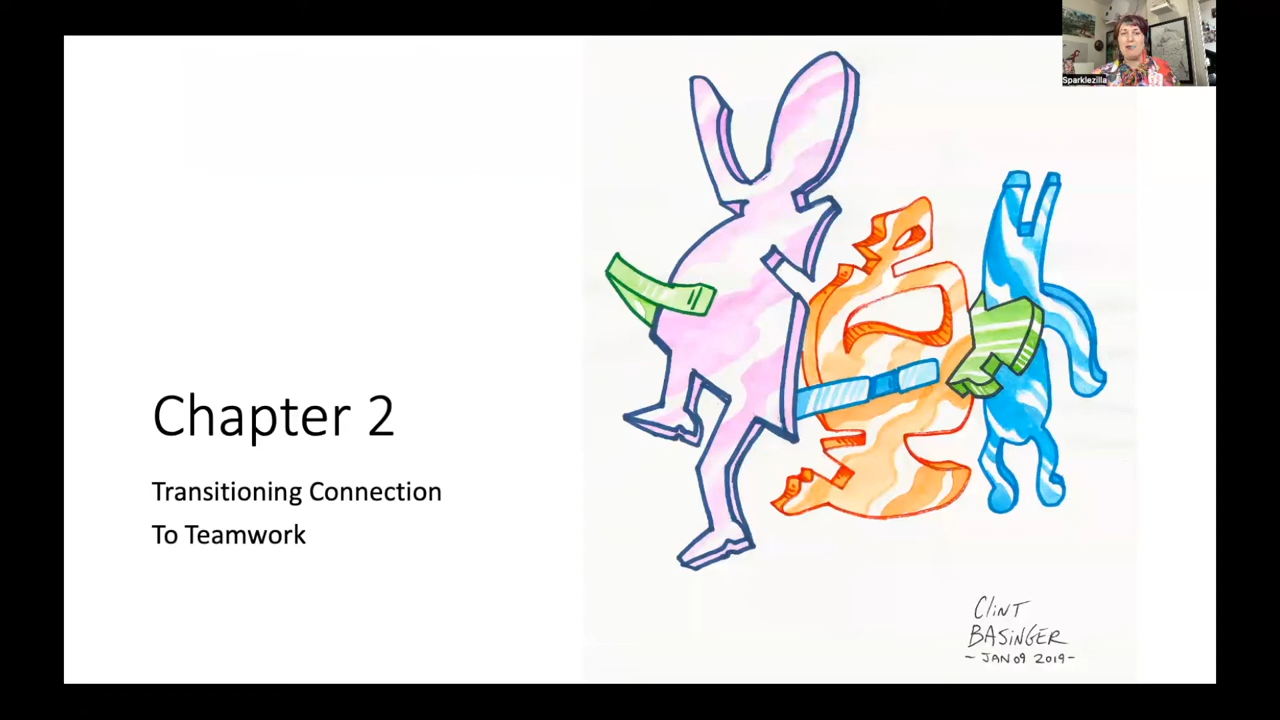 Sparklezilla
Chapter 2
Transitioning Connection
To Teamwork
CLiNT
BASiNGER
- JAN 09 2019 -